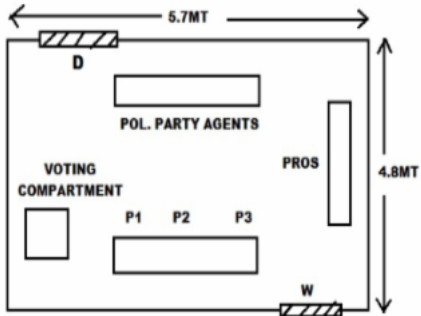 5.7MT
D
POL. PARTY AGENTS
PROS
4.8MT
VOTING
COMPARTMENT
P1 P2 P3
W